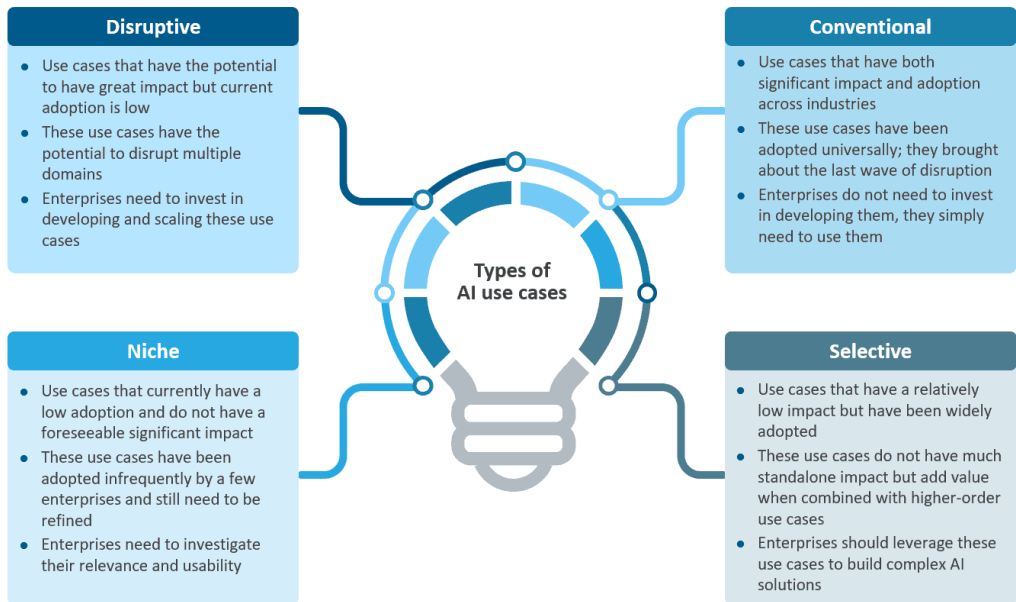 Disruptive
Use cases that have the potential
to have great impact but current
adoption is low
These use cases have the
potential to disrupt multiple
domains
Enterprises need to invest in
developing and scaling these use
cases
Conventional
Use cases that have both
significant impact and adoption
across industries
These use cases have been
adopted universally; they brought
about the last wave of disruption
Enterprises do not need to invest
in developing them, they simply
need to use them
Types of
AI use cases
Niche
Use cases that currently have a
low adoption and do not have a
foreseeable significant impact
These use cases have been
adopted infrequently by a few
enterprises and still need to be
refined
Enterprises need to investigate
their relevance and usability
Selective
Use cases that have a relatively
low impact but have been widely
adopted
These use cases do not have much
standalone impact but add value
when combined with higher-order
use cases
Enterprises should leverage these
use cases to build complex AI
solutions